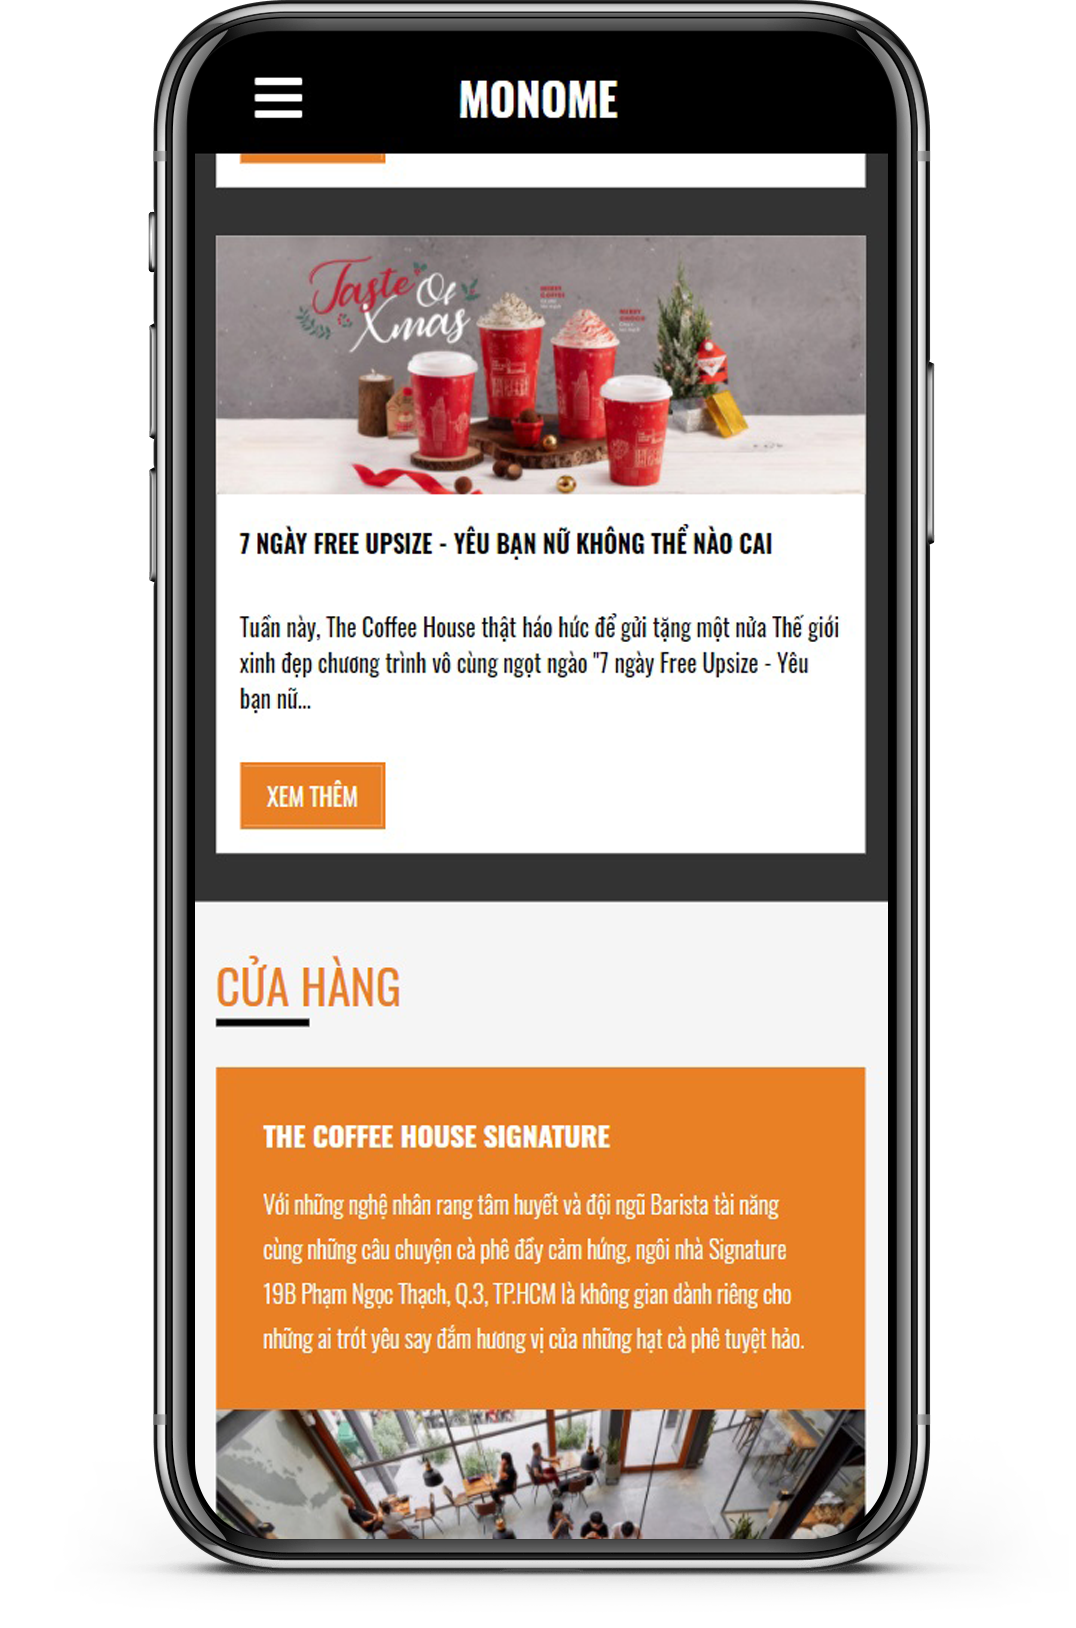 MONOME
Taste Of
Xmas
MERRY
COFFEE
MERRY
CHOCO
7 NGÀY FREE UPSIZE - YÊU BẠN NỮ KHÔNG THỂ NÀO CAI
Tuần này, The Coffee House thật háo hức để gửi tặng một nửa Thế giới
xinh đẹp chương trình vô cùng ngọt ngào "7 ngày Free Upsize - Yêu
bạn nữ...
XEM THÊM
CỬA HÀNG
THE COFFEE HOUSE SIGNATURE
Với những nghệ nhân rang tâm huyết và đội ngũ Barista tài năng
cùng những câu chuyện cà phê đầy cảm hứng, ngôi nhà Signature
19B Phạm Ngọc Thạch, Q.3, TP.HCM là không gian dành riêng cho
những ai trót yêu say đắm hương vị của những hạt cà phê tuyệt hảo.